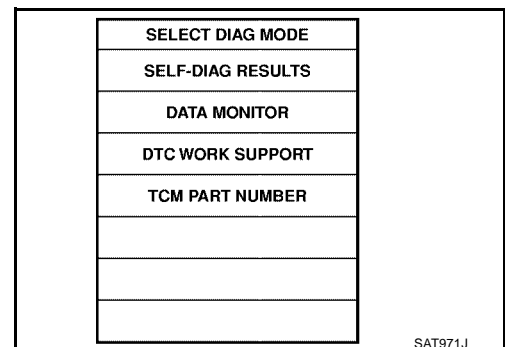 SELECT DIAG MODE
SELF-DIAG RESULTS
DATA MONITOR
DTC WORK SUPPORT
TCM PART NUMBER
SAT971J